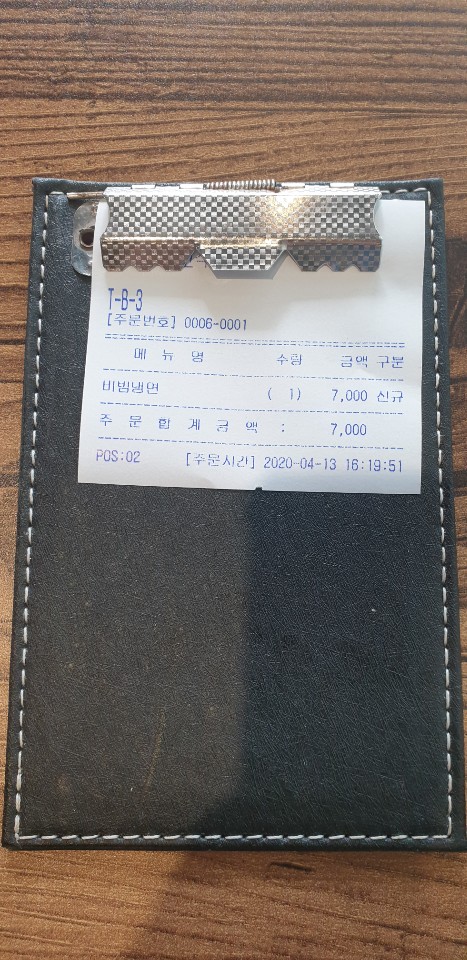 T-B-3
[주문번호] 0006-0001
메 뉴 명 수량 금액 구분
비빔냉면 ( 1) 7,000 신규
주 문 합 계 금 액 : 7,000
POS:02 [주문시간] 2020-04-13 16:19:51